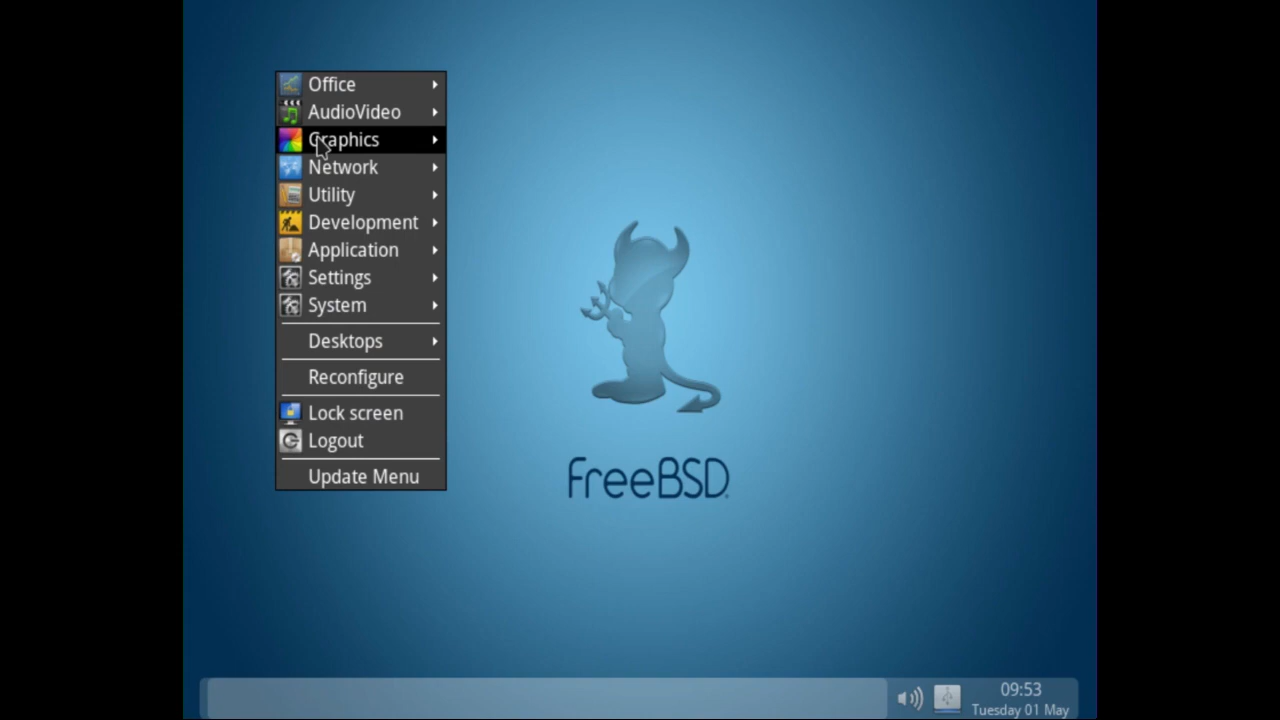 Office
AudioVideo
Graphics
Network
Utility
Development
Application
Settings
System
Desktops
Reconfigure
Lock screen
Logout
Update Menu
FreeBSD
09:53
Tuesday 01 May